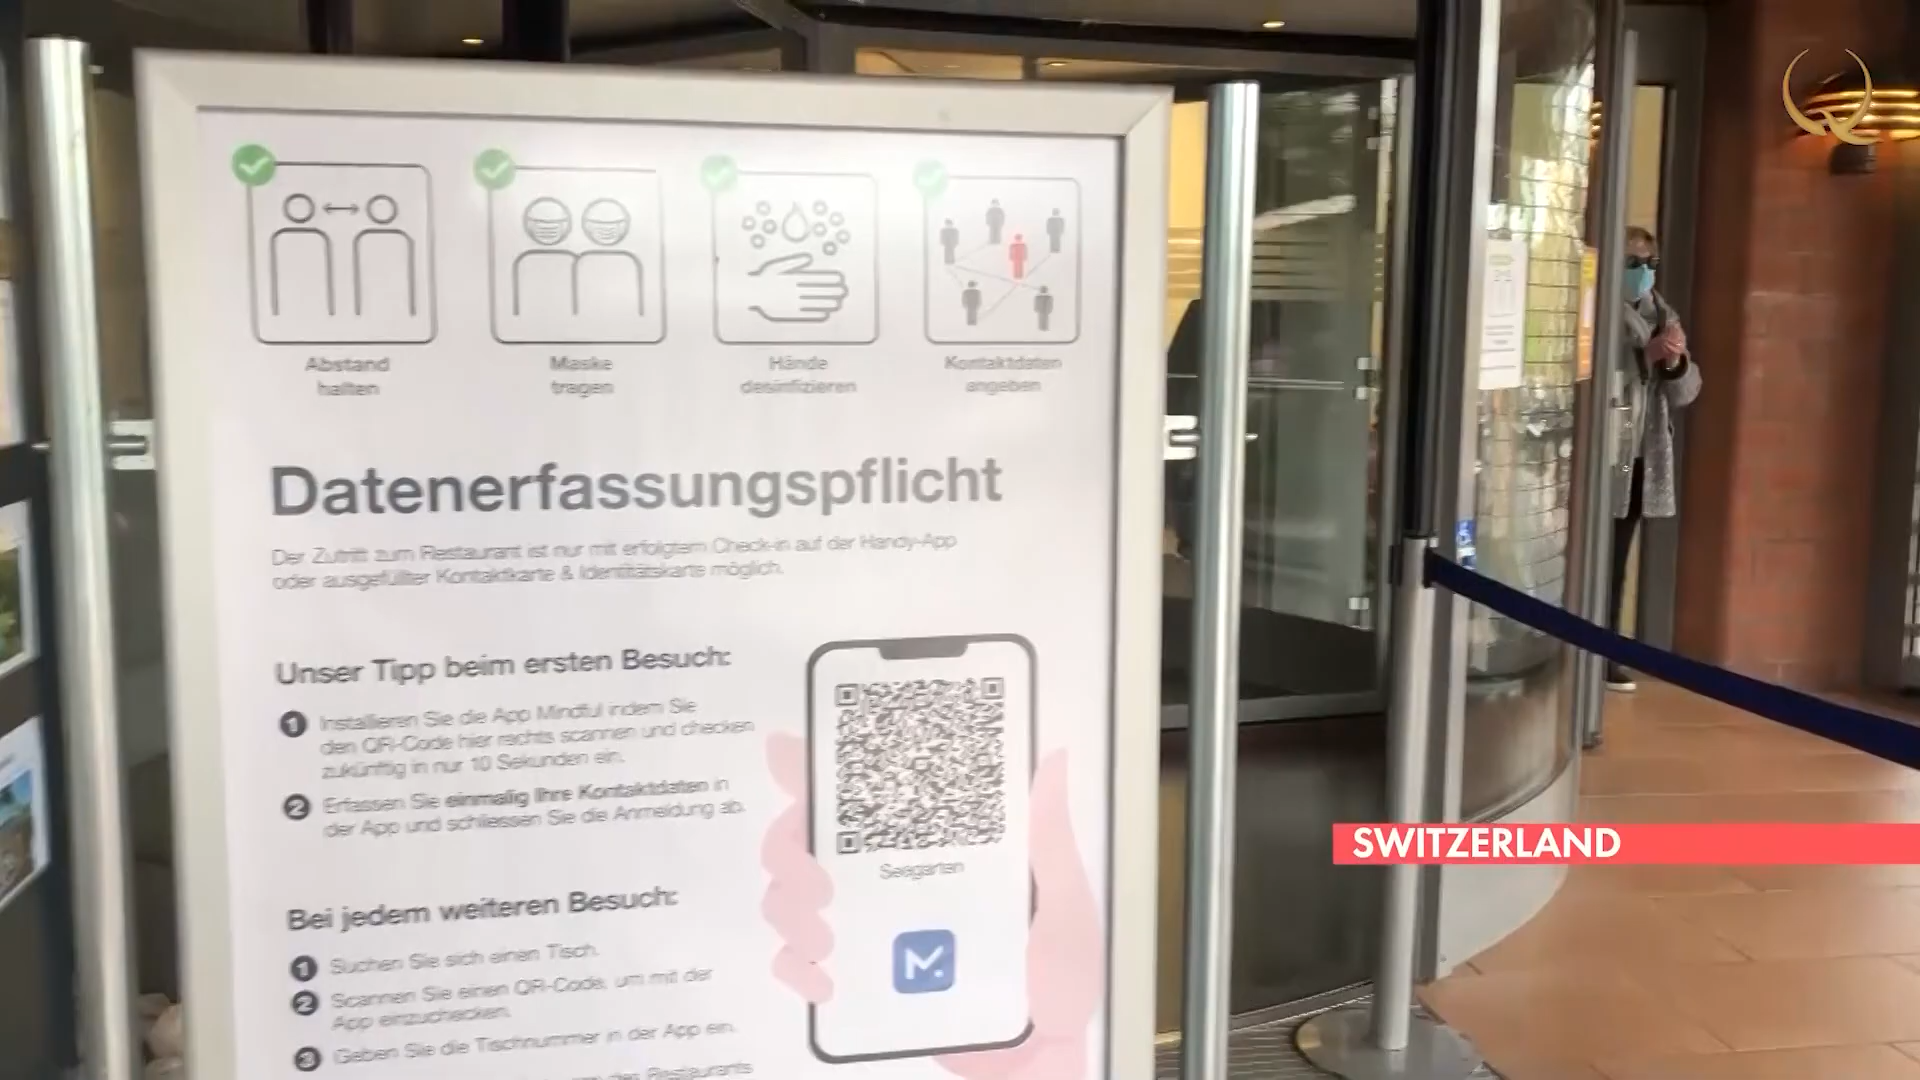 Abstand
halten
Maske
tragen
Hände
desinfizieren
Kontaktdaten
angeben
Datenerfassungspflicht
Der Zutritt zum Restaurant ist nur mit erfolgtem Check-in auf der Handy-App
oder ausgefüllter Kontaktkarte & Identitätskarte möglich.
Unser Tipp beim ersten Besuch:
1 Installieren Sie die App Mindful indem Sie
den QR-Code hier rechts scannen und checken
zukünftig in nur 10 Sekunden ein.
2 Erfassen Sie einmalig Ihre Kontaktdaten in
der App und schliessen Sie die Anmeldung ab.
Seegarten
M.
Bei jedem weiteren Besuch:
1 Suchen Sie sich einen Tisch.
2 Scannen Sie einen QR-Code, um mit der
App einzuchecken.
3 Geben Sie die Tischnummer in der App ein.
des Restaurants
SWITZERLAND